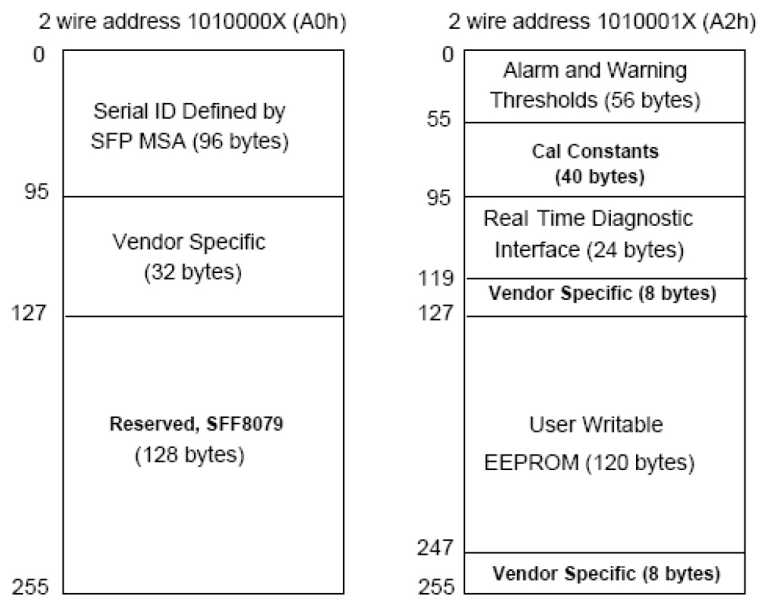 2 wire address 1010000X (A0h)
0
Serial ID Defined by
SFP MSA (96 bytes)
95
Vendor Specific
(32 bytes)
127
Reserved, SFF8079
(128 bytes)
255
2 wire address 1010001X (A2h)
0
Alarm and Warning
Thresholds (56 bytes)
55
Cal Constants
(40 bytes)
95
Real Time Diagnostic
Interface (24 bytes)
119
Vendor Specific (8 bytes)
127
User Writable
EEPROM (120 bytes)
247
Vendor Specific (8 bytes)
255